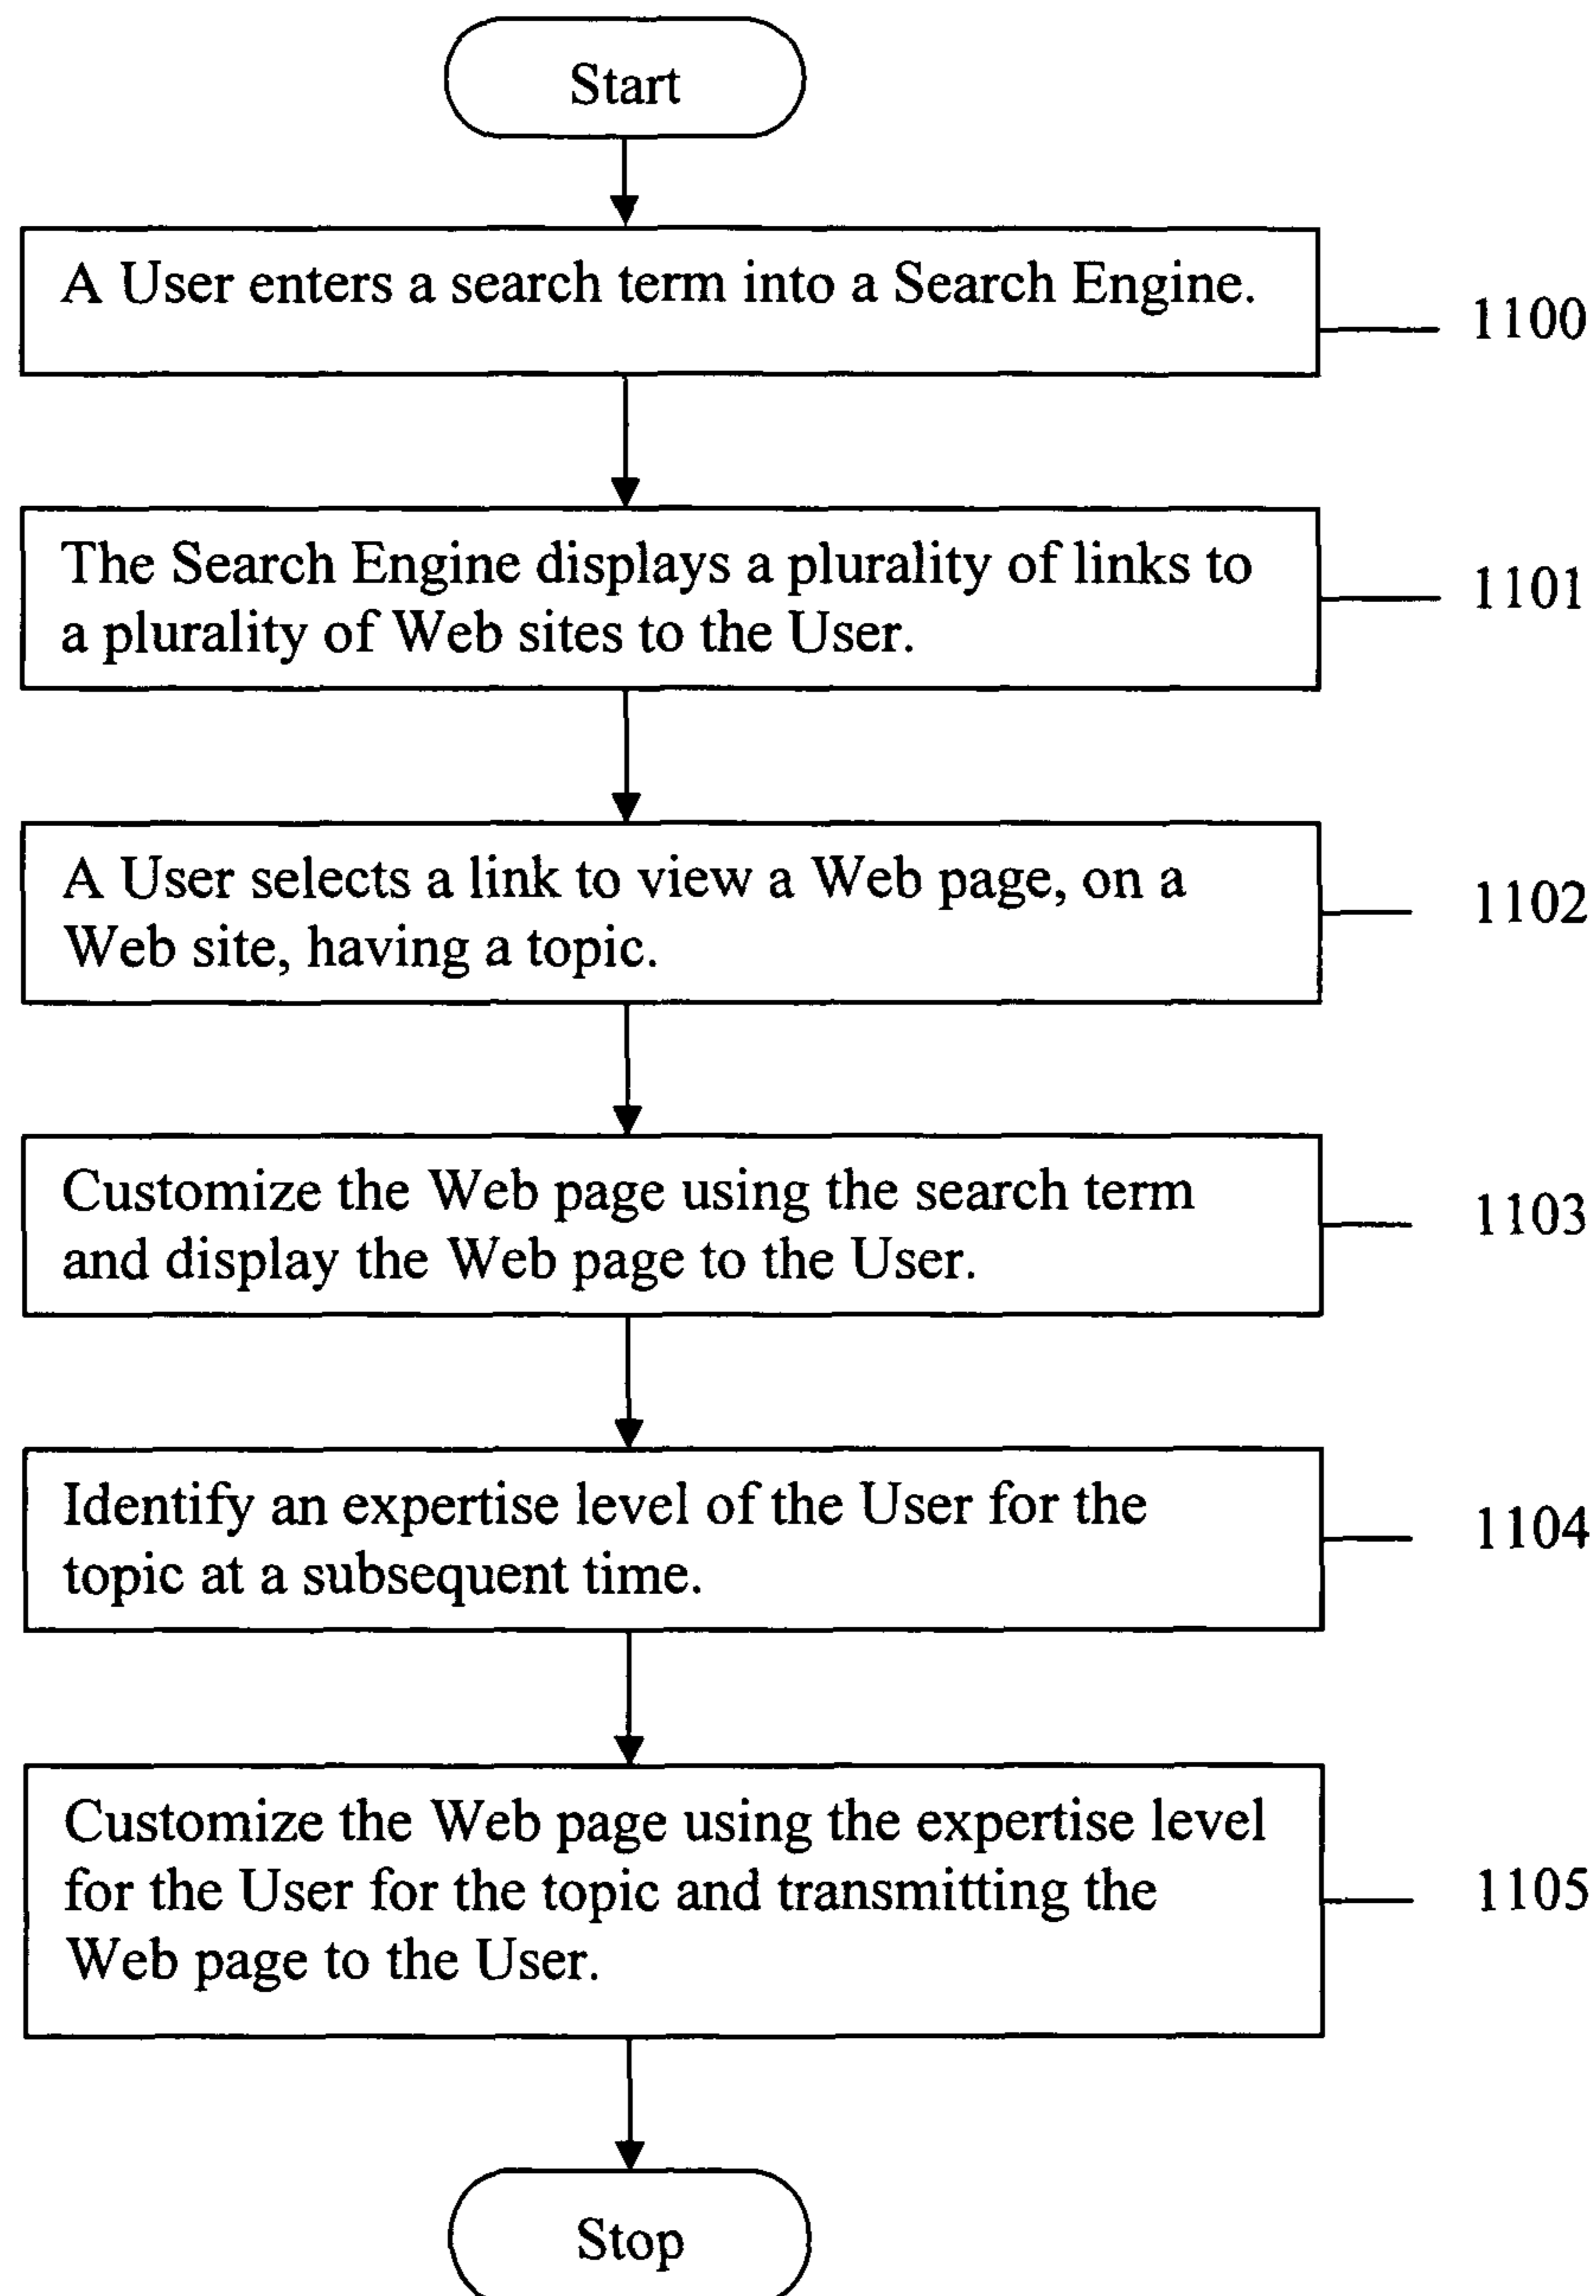 Start
A User enters a search term into a Search Engine.
1100
The Search Engine displays a plurality of links to
a plurality of Web sites to the User.
1101
A User selects a link to view a Web page, on a
Web site, having a topic.
1102
Customize the Web page using the search term
and display the Web page to the User.
1103
Identify an expertise level of the User for the
topic at a subsequent time.
1104
Customize the Web page using the expertise level
for the User for the topic and transmitting the
Web page to the User.
1105
Stop